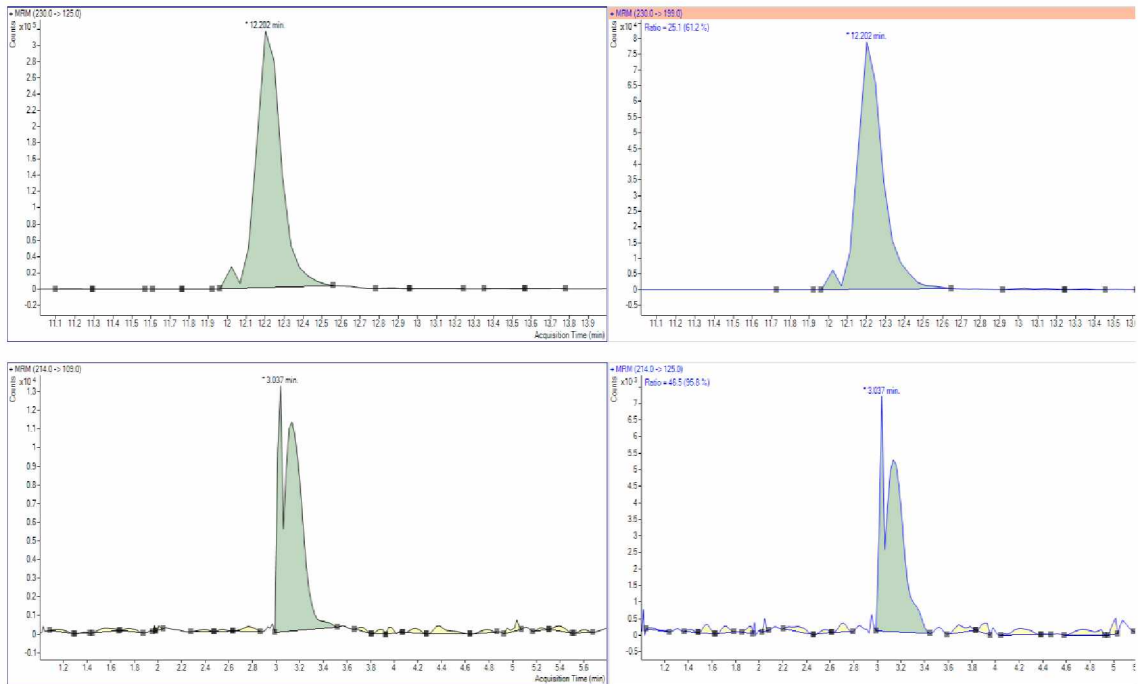 + MRM (230.0 -> 125.0)
x10 5
Counts
* 12.202 min.
3
2.8
2.6
2.4
2.2
2
1.8
1.6
1.4
1.2
1
0.8
0.6
0.4
0.2
0
-0.2
11.1 11.2 11.3 11.4 11.5 11.6 11.7 11.8 11.9 12 12.1 12.2 12.3 12.4 12.5 12.6 12.7 12.8 12.9 13 13.1 13.2 13.3 13.4 13.5 13.6 13.7 13.8 13.9
Acquisition Time (min)
+ MRM (230.0 -> 199.0)
x10 4
Ratio = 25.1 (61.2 %)
Counts
* 12.202 min.
8
7.5
7
6.5
6
5.5
5
4.5
4
3.5
3
2.5
2
1.5
1
0.5
0
-0.5
11.1 11.2 11.3 11.4 11.5 11.6 11.7 11.8 11.9 12 12.1 12.2 12.3 12.4 12.5 12.6 12.7 12.8 12.9 13 13.1 13.2 13.3 13.4 13.5
+ MRM (214.0 -> 109.0)
x10 4
Counts
* 3.037 min.
1.3
1.2
1.1
1
0.9
0.8
0.7
0.6
0.5
0.4
0.3
0.2
0.1
0
-0.1
1.2 1.4 1.6 1.8 2 2.2 2.4 2.6 2.8 3 3.2 3.4 3.6 3.8 4 4.2 4.4 4.6 4.8 5 5.2 5.4 5.6
Acquisition Time (min)
+ MRM (214.0 -> 125.0)
x10 3
Ratio = 46.5 (95.8 %)
Counts
* 3.037 min.
7
6.5
6
5.5
5
4.5
4
3.5
3
2.5
2
1.5
1
0.5
0
-0.5
1.2 1.4 1.6 1.8 2 2.2 2.4 2.6 2.8 3 3.2 3.4 3.6 3.8 4 4.2 4.4 4.6 4.8 5